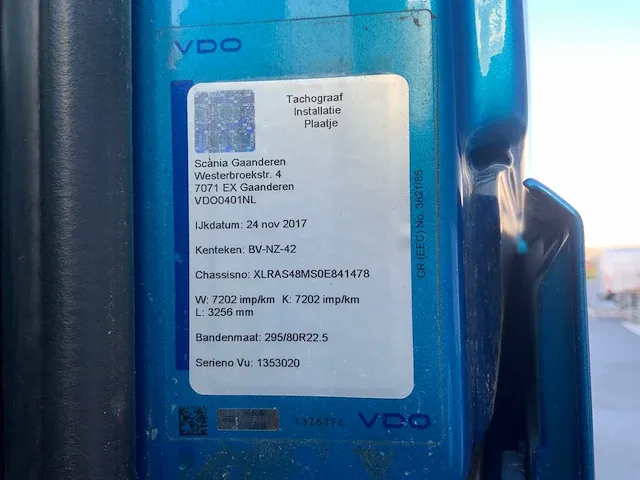 VDO
Tachograaf
Installatie
Plaatje
Scània Gaanderen
Westerbroekstr. 4
7071 EX Gaanderen
VDO0401NL
IJkdatum: 24 nov 2017
Kenteken: BV-NZ-42
Chassisno: XLRAS48MS0E841478
W: 7202 imp/km K: 7202 imp/km
L: 3256 mm
Bandenmaat: 295/80R22.5
Serieno Vu: 1353020
CR (EEC) No. 3821/85
VDO